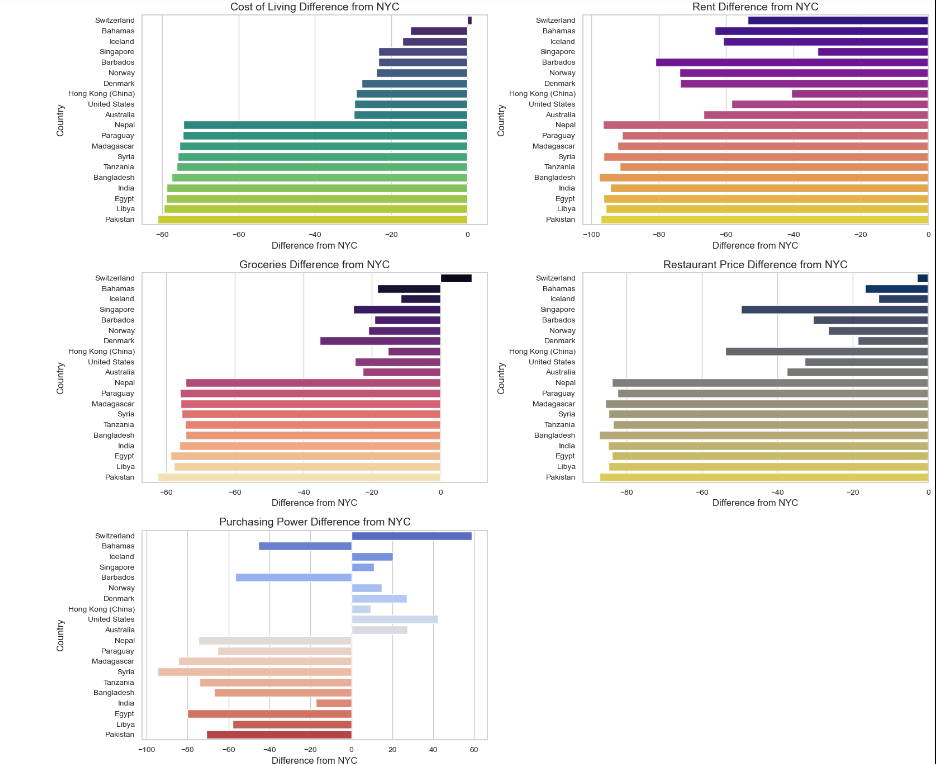 Cost of Living Difference from NYC
Country
Switzerland
Bahamas
Iceland
Singapore
Barbados
Norway
Denmark
Hong Kong (China)
United States
Australia
Nepal
Paraguay
Madagascar
Syria
Tanzania
Bangladesh
India
Egypt
Libya
Pakistan
−80 −60 −40 −20 0
Difference from NYC
Rent Difference from NYC
Country
Switzerland
Bahamas
Iceland
Singapore
Barbados
Norway
Denmark
Hong Kong (China)
United States
Australia
Nepal
Paraguay
Madagascar
Syria
Tanzania
Bangladesh
India
Egypt
Libya
Pakistan
−100 −80 −60 −40 −20 0
Difference from NYC
Groceries Difference from NYC
Country
Switzerland
Bahamas
Iceland
Singapore
Barbados
Norway
Denmark
Hong Kong (China)
United States
Australia
Nepal
Paraguay
Madagascar
Syria
Tanzania
Bangladesh
India
Egypt
Libya
Pakistan
−80 −60 −40 −20 0
Difference from NYC
Restaurant Price Difference from NYC
Country
Switzerland
Bahamas
Iceland
Singapore
Barbados
Norway
Denmark
Hong Kong (China)
United States
Australia
Nepal
Paraguay
Madagascar
Syria
Tanzania
Bangladesh
India
Egypt
Libya
Pakistan
−80 −60 −40 −20 0
Difference from NYC
Purchasing Power Difference from NYC
Country
Switzerland
Bahamas
Iceland
Singapore
Barbados
Norway
Denmark
Hong Kong (China)
United States
Australia
Nepal
Paraguay
Madagascar
Syria
Tanzania
Bangladesh
India
Egypt
Libya
Pakistan
−100 −80 −60 −40 −20 0 20 40 60
Difference from NYC